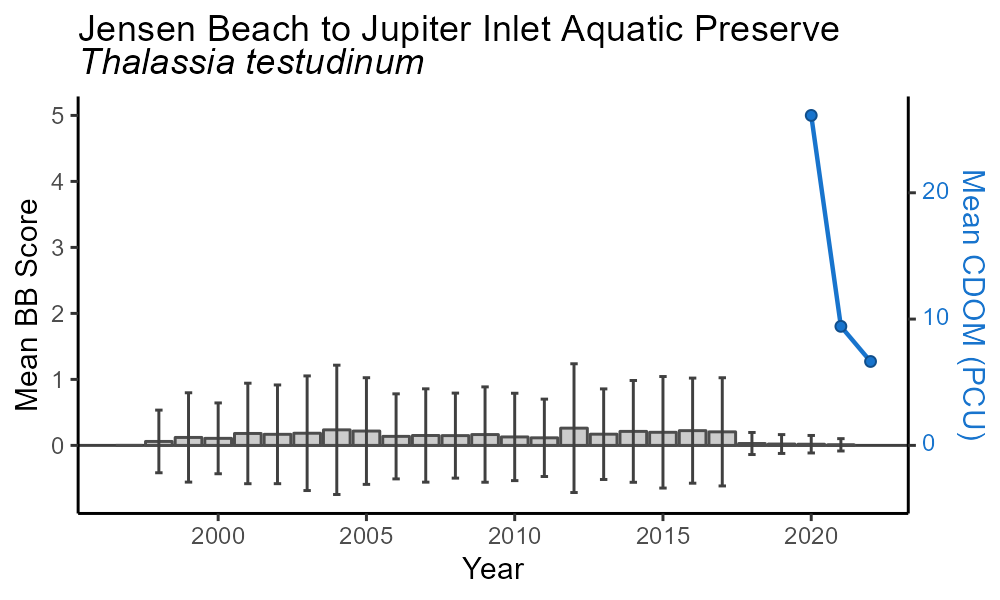 Jensen Beach to Jupiter Inlet Aquatic Preserve
Thalassia testudinum
5
4
3
2
1
0
Mean BB Score
20
10
0
Mean CDOM (PCU)
2000 2005 2010 2015 2020
Year